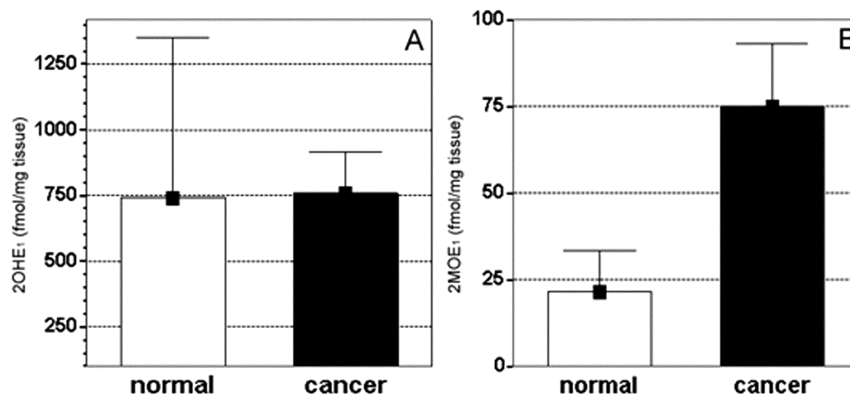 A
2OHE₁ (fmol/mg tissue)
1250
1000
750
500
250
normal cancer
B
2MOE₁ (fmol/mg tissue)
100
75
50
25
0
normal cancer